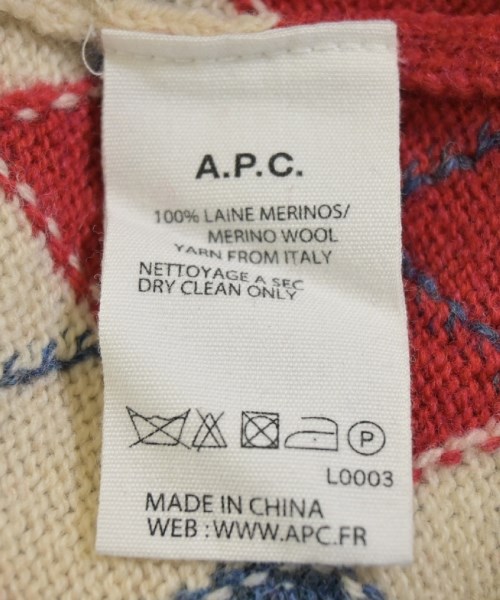 A.P.C.
100% LAINE MERINOS/
MERINO WOOL
YARN FROM ITALY
NETTOYAGE A SEC
DRY CLEAN ONLY
P
L0003
MADE IN CHINA
WEB : WWW.APC.FR